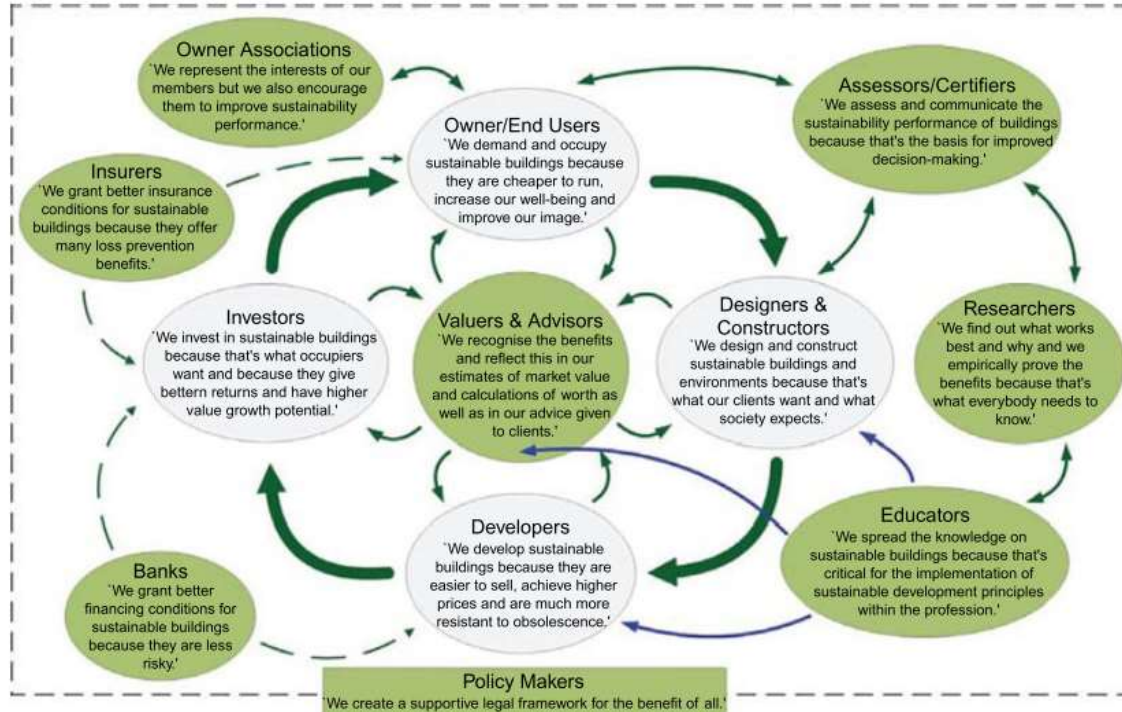 Owner Associations
`We represent the interests of our
members but we also encourage
them to improve sustainability
performance.'
Owner/End Users
`We demand and occupy
sustainable buildings because
they are cheaper to run,
increase our well-being and
improve our image.'
Assessors/Certifiers
`We assess and communicate the
sustainability performance of buildings
because that's the basis for improved
decision-making.'
Insurers
`We grant better insurance
conditions for sustainable
buildings because they offer
many loss prevention
benefits.'
Investors
`We invest in sustainable buildings
because that's what occupiers
want and because they give
bettern returns and have higher
value growth potential.'
Valuers & Advisors
`We recognise the benefits
and reflect this in our
estimates of market value
and calculations of worth as
well as in our advice given
to clients.'
Designers &
Constructors
`We design and construct
sustainable buildings and
environments because that's
what our clients want and what
society expects.'
Researchers
`We find out what works
best and why and we
empirically prove the
benefits because that's
what everybody needs to
know.'
Banks
`We grant better
financing conditions for
sustainable buildings
because they are less
risky.'
Developers
`We develop sustainable
buildings because they are
easier to sell, achieve higher
prices and are much more
resistant to obsolescence.'
Educators
`We spread the knowledge on
sustainable buildings because that's
critical for the implementation of
sustainable development principles
within the profession.'
Policy Makers
`We create a supportive legal framework for the benefit of all.'